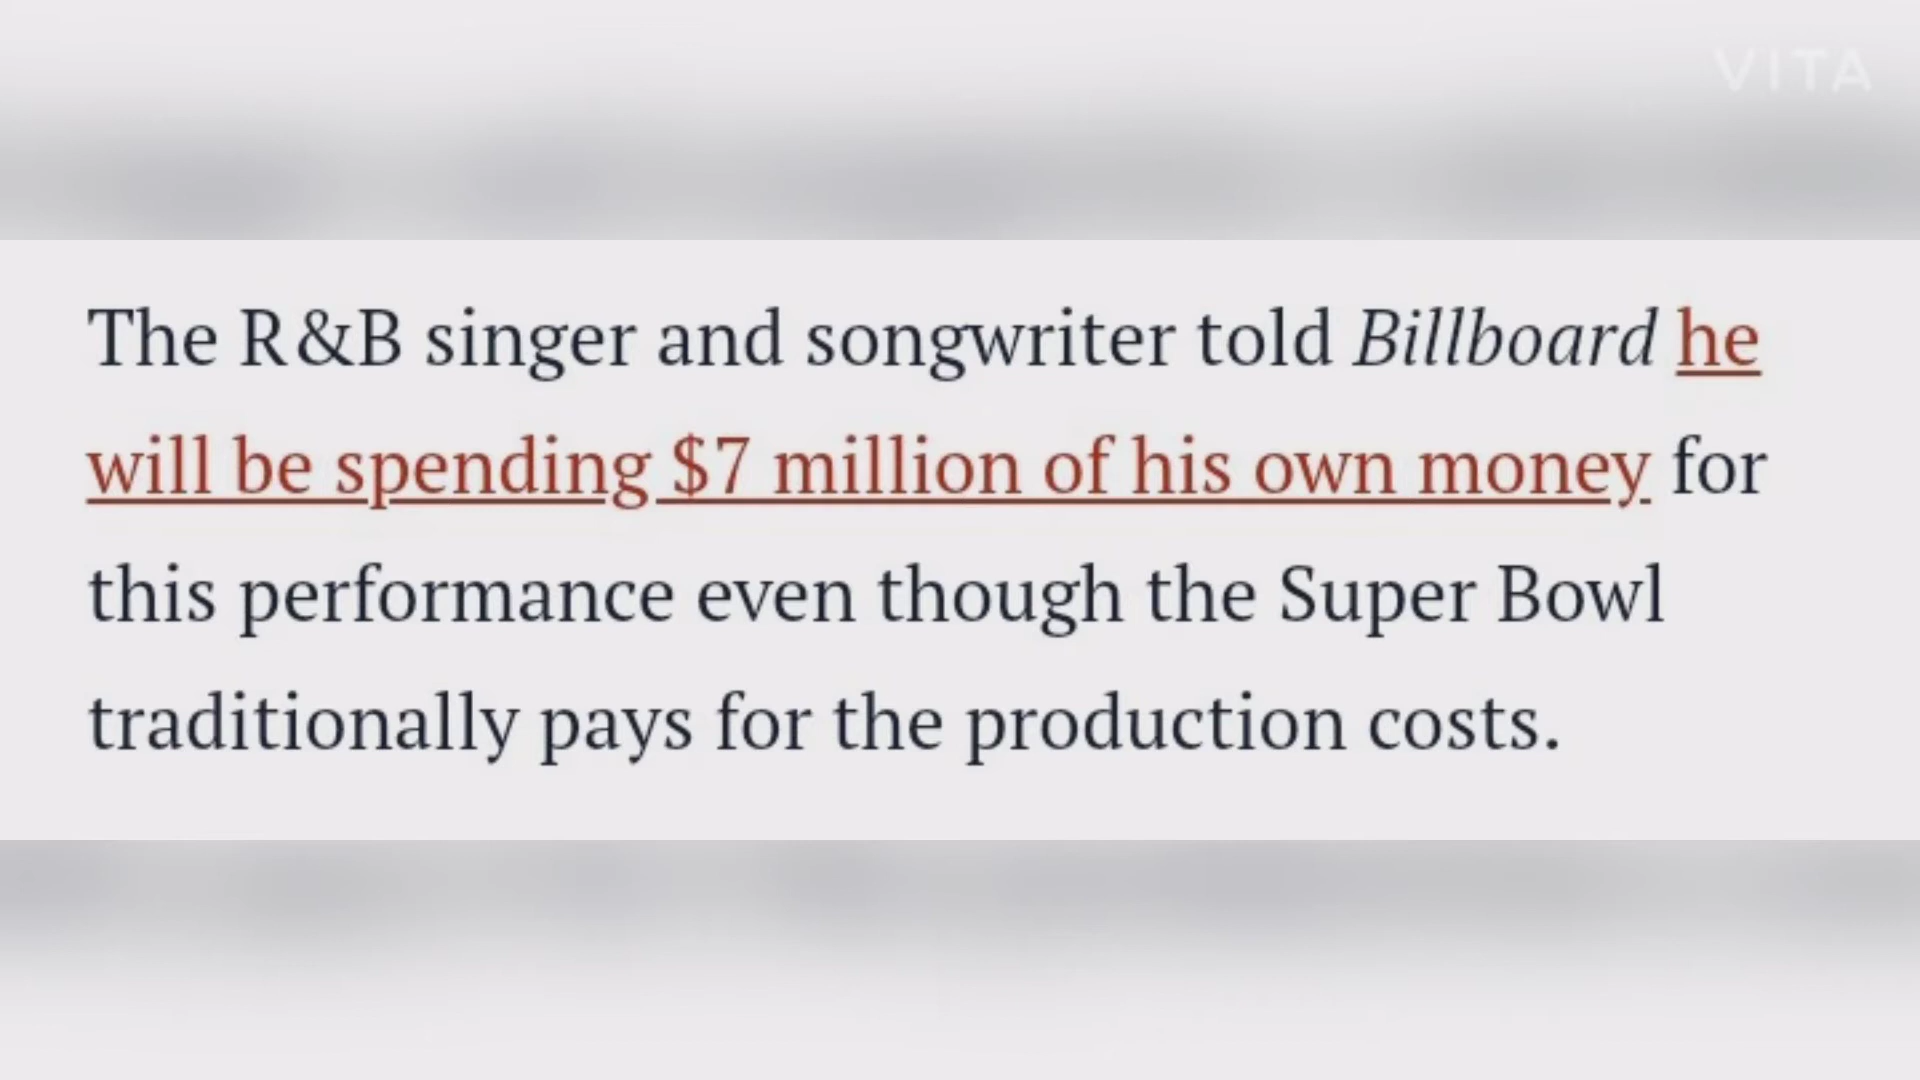 VITA
The R&B singer and songwriter told Billboard he
will be spending $7 million of his own money for
this performance even though the Super Bowl
traditionally pays for the production costs.